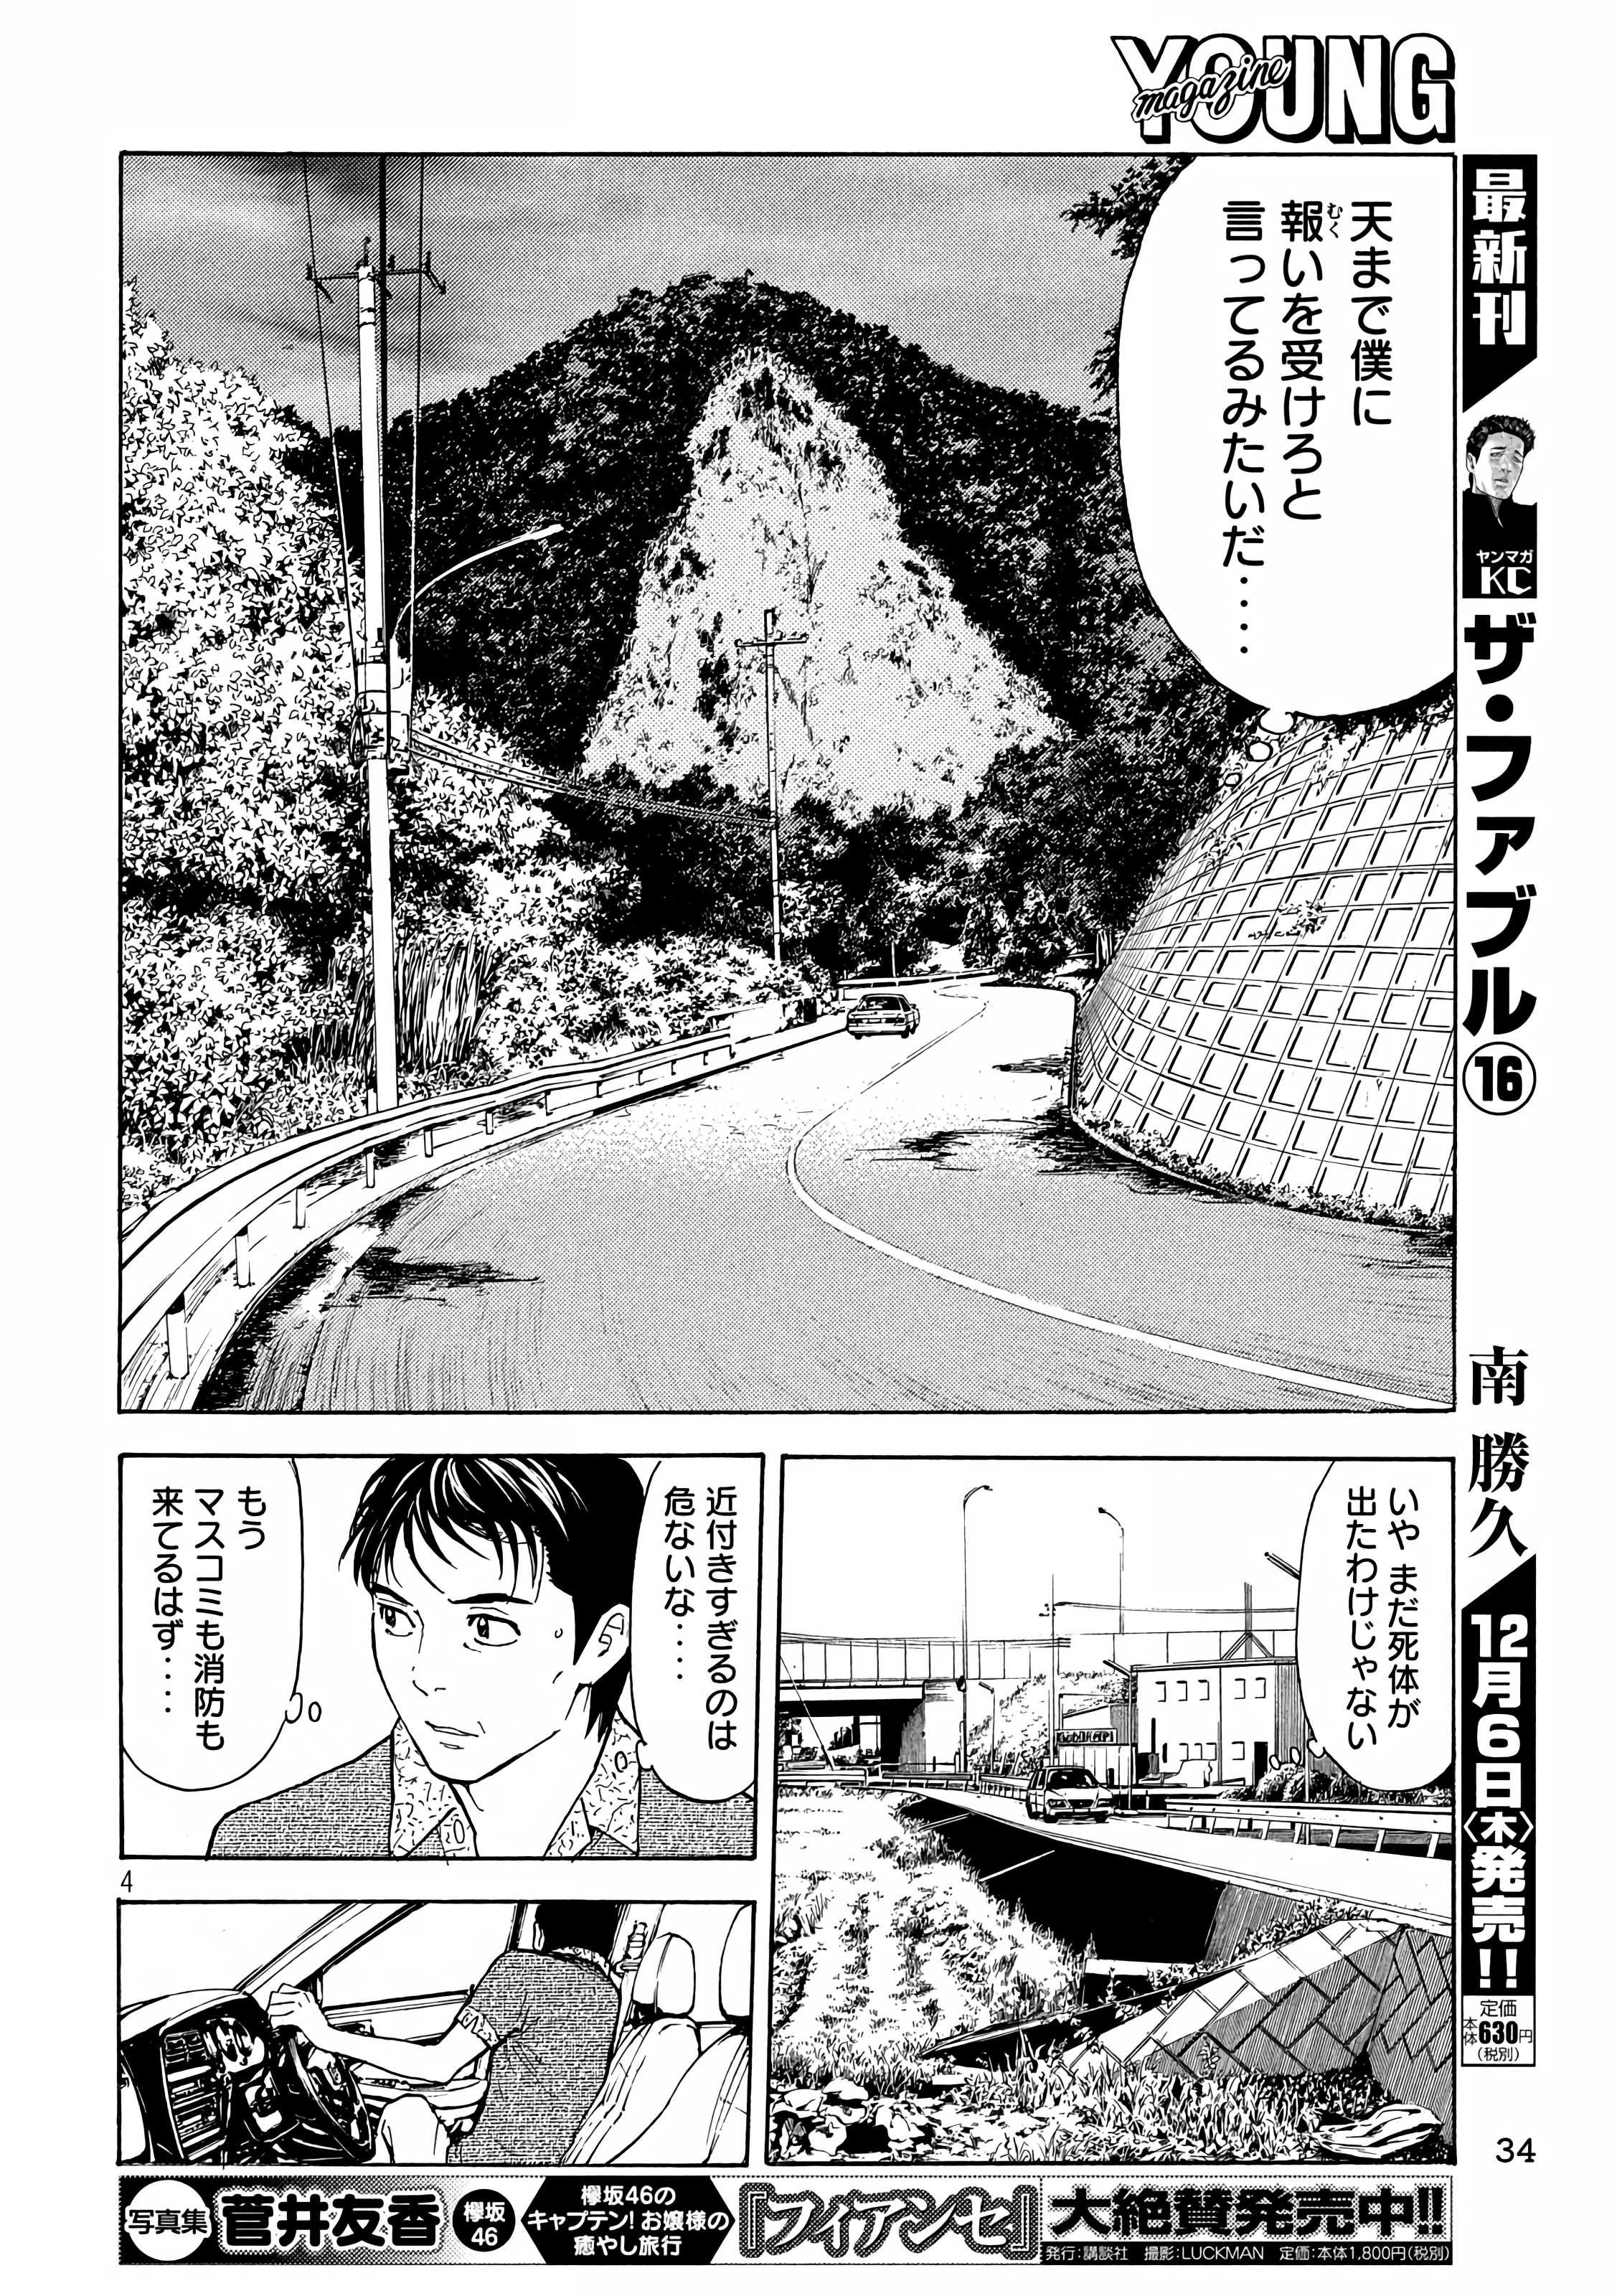 YOUNG
magazine
天まで僕に
報いを受けろと
むく
言ってるみたいだ‥‥
最新刊
ヤンマガ
KC
ザ・ファブル⑯
南 勝久
12月6日〈木〉発売!!
定価
本体630円
(税別)
いや まだ死体が
出たわけじゃない
近付きすぎるのは
危ないな‥‥
もう
マスコミも消防も
来てるはず‥‥
4
34
写真集
菅井友香
欅坂
46
欅坂46の
キャプテン!お嬢様の
癒やし旅行
『フィアンセ』
大絶賛発売中!!
発行:講談社 撮影:LUCKMAN 定価:本体1,800円(税別)